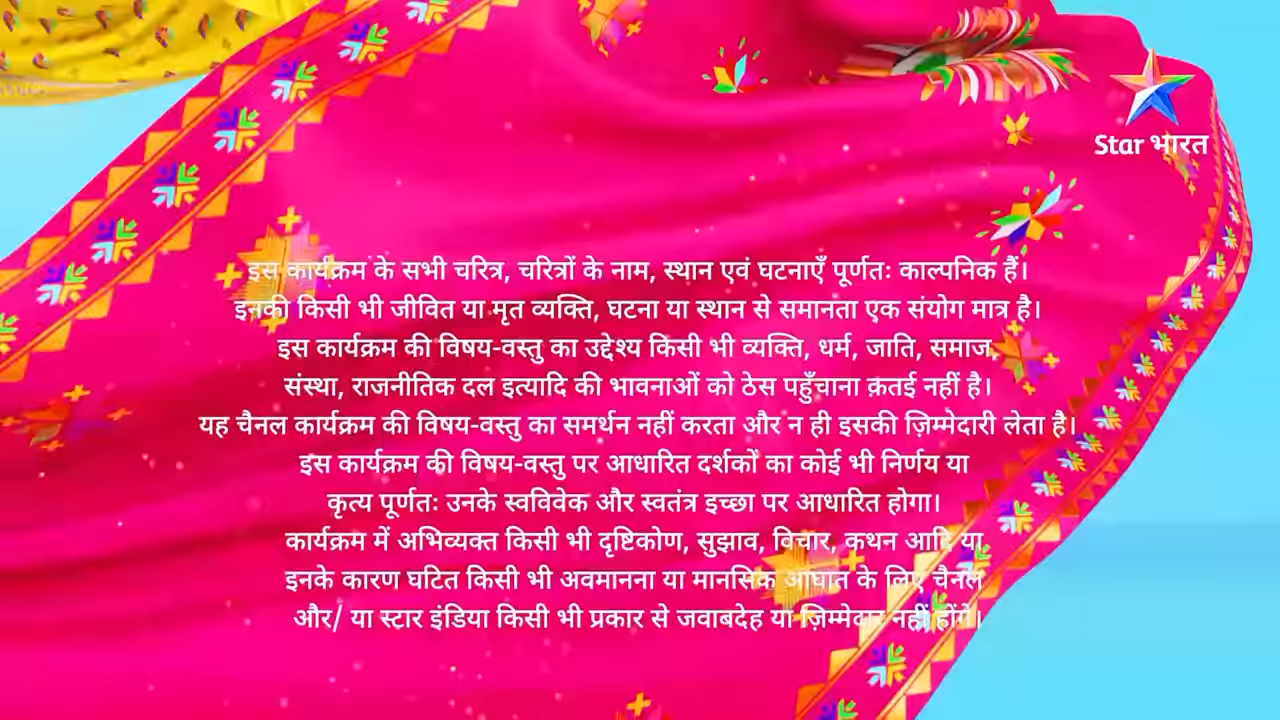 Star भारत
इस कार्यक्रम के सभी चरित्र, चरित्रों के नाम, स्थान एवं घटनाएँ पूर्णतः काल्पनिक हैं।
इनकी किसी भी जीवित या मृत व्यक्ति, घटना या स्थान से समानता एक संयोग मात्र है।
इस कार्यक्रम की विषय-वस्तु का उद्देश्य किसी भी व्यक्ति, धर्म, जाति, समाज,
संस्था, राजनीतिक दल इत्यादि की भावनाओं को ठेस पहुँचाना क़तई नहीं है।
यह चैनल कार्यक्रम की विषय-वस्तु का समर्थन नहीं करता और न ही इसकी ज़िम्मेदारी लेता है।
इस कार्यक्रम की विषय-वस्तु पर आधारित दर्शकों का कोई भी निर्णय या
कृत्य पूर्णतः उनके स्वविवेक और स्वतंत्र इच्छा पर आधारित होगा।
कार्यक्रम में अभिव्यक्त किसी भी दृष्टिकोण, सुझाव, विचार, कथन आदि या
इनके कारण घटित किसी भी अवमानना या मानसिक आघात के लिए चैनल
और/ या स्टार इंडिया किसी भी प्रकार से जवाबदेह या ज़िम्मेदार नहीं होंगे।